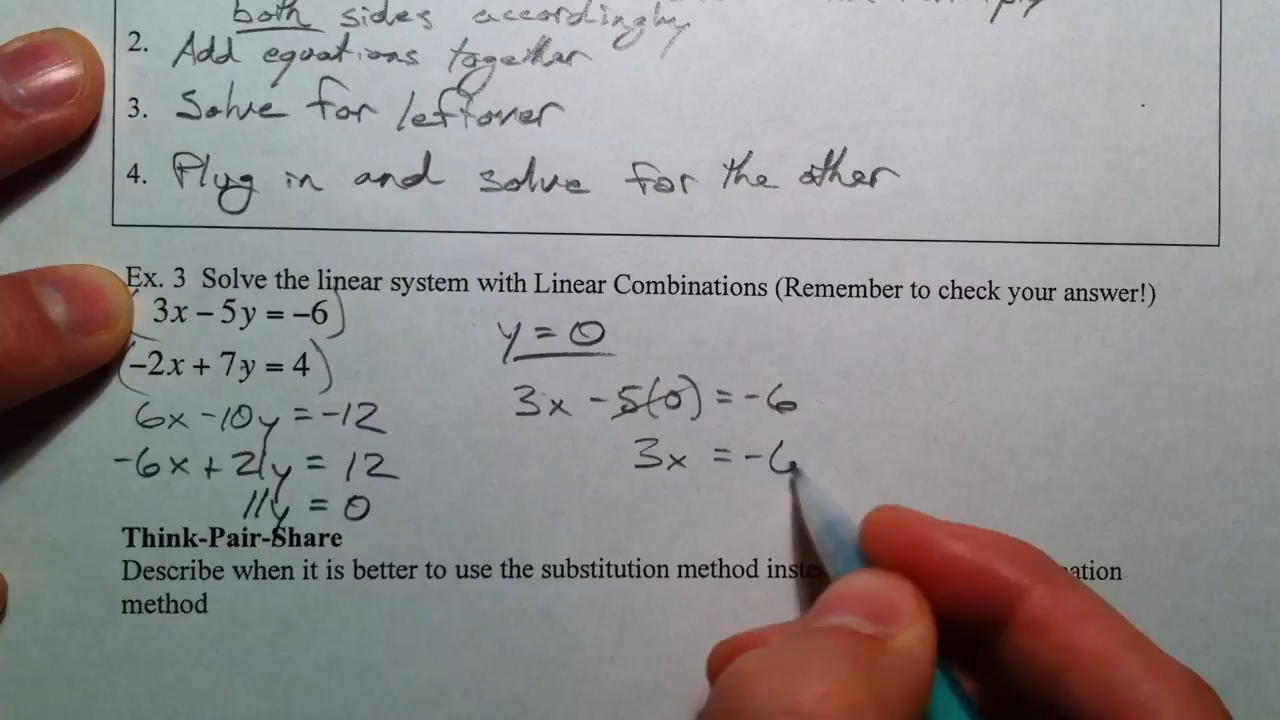 both sides accordingly
2. Add equations together
3. Solve for leftover
4. Plug in and solve for the other
Ex. 3 Solve the linear system with Linear Combinations (Remember to check your answer!)
3x – 5y = –6)
(–2x + 7y = 4)
6x -10y = -12
-6x + 21y = 12
11y = 0
y = 0
3x - 5(0) = -6
3x = -6
Think-Pair-Share
Describe when it is better to use the substitution method
method